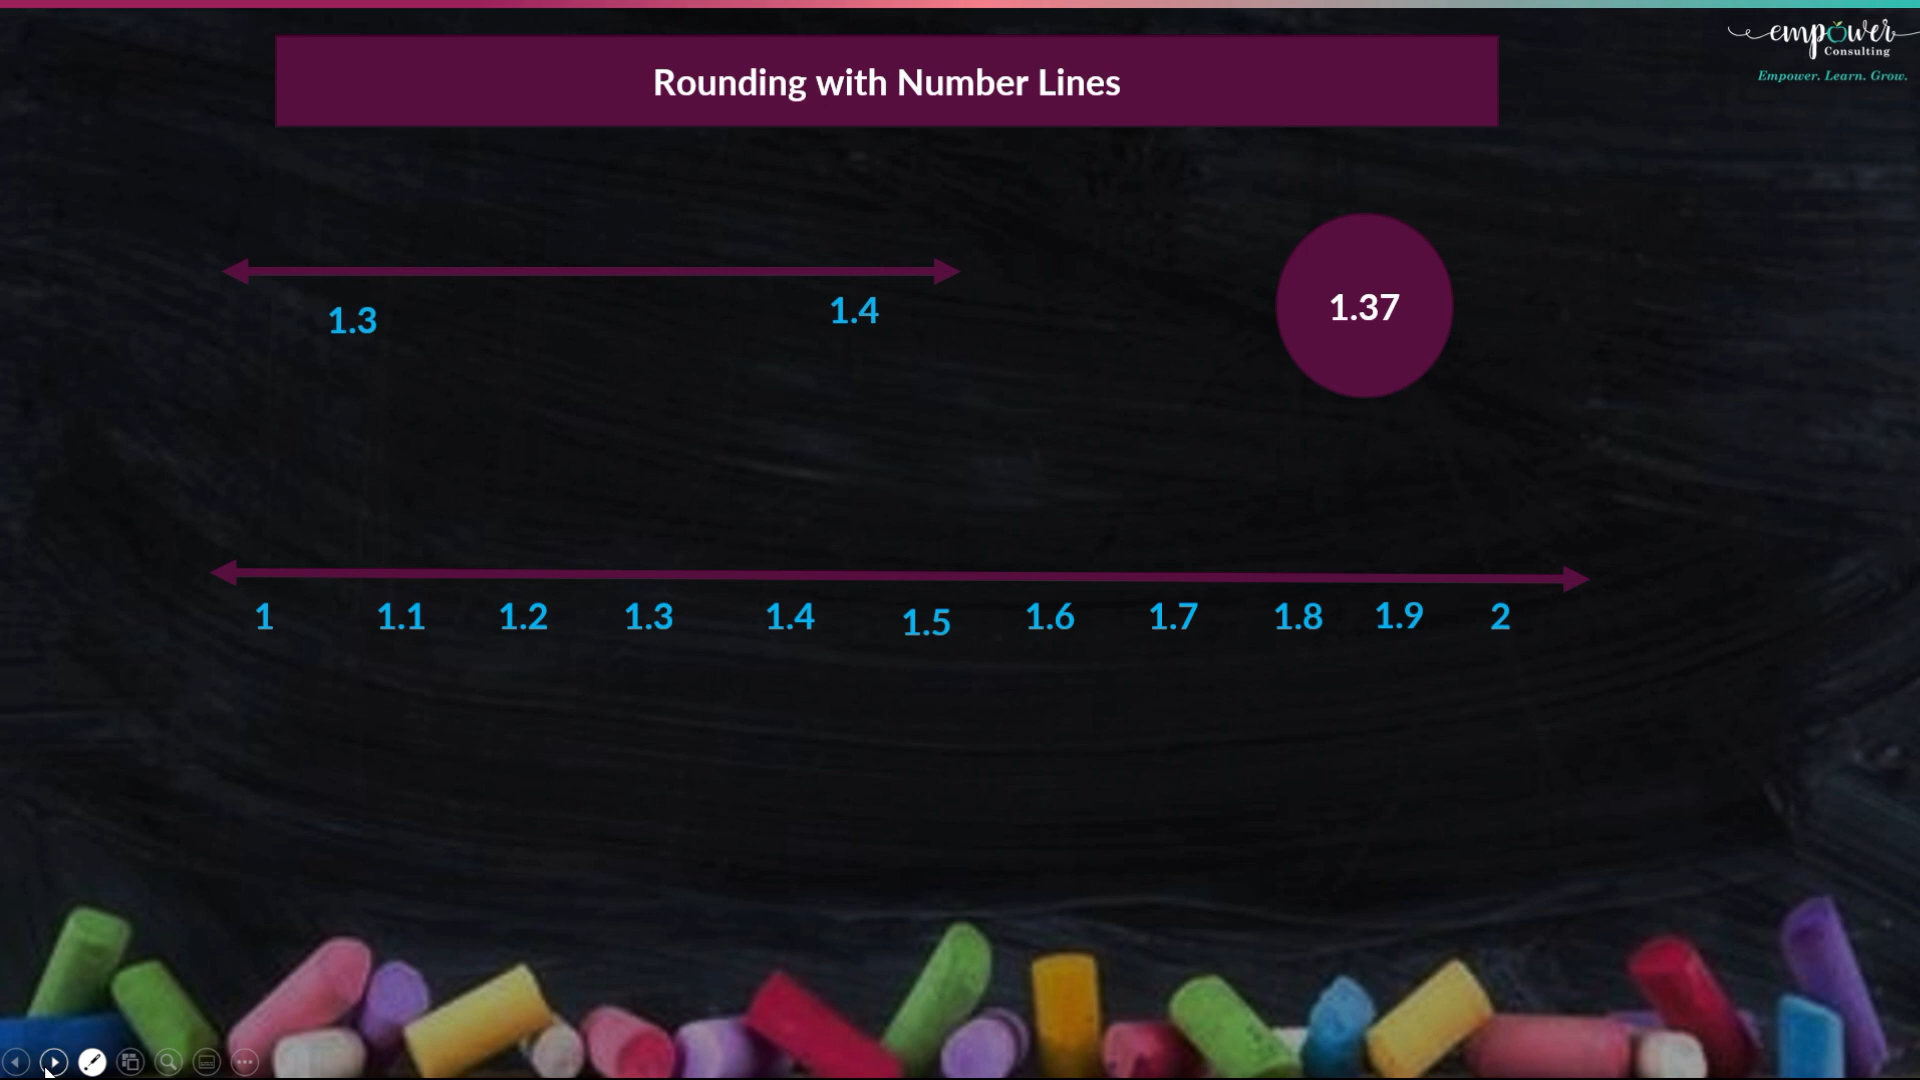 empower
Consulting
Empower. Learn. Grow.
Rounding with Number Lines
1.3 1.4
1.37
1 1.1 1.2 1.3 1.4 1.5 1.6 1.7 1.8 1.9 2